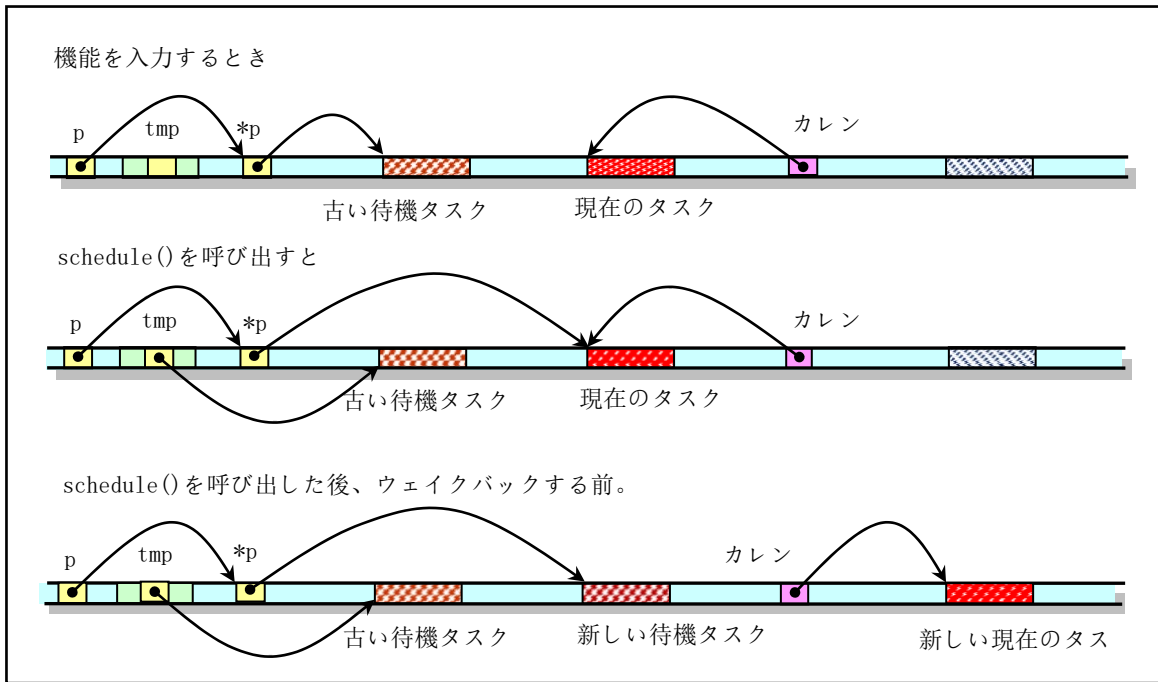 機能を入力するとき
p tmp *p カレン
古い待機タスク 現在のタスク
schedule()を呼び出すと
p tmp *p カレン
古い待機タスク 現在のタスク
schedule()を呼び出した後、ウェイクバックする前。
p tmp *p カレン
古い待機タスク 新しい待機タスク 新しい現在のタス